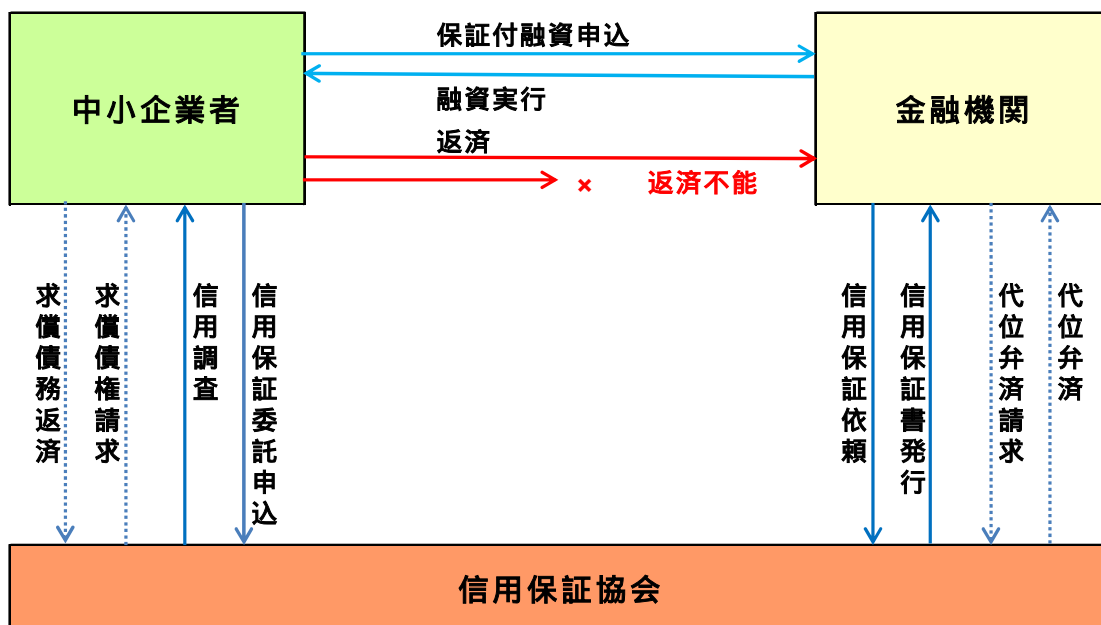 保証付融資申込
中小企業者
金融機関
融資実行
返済
× 返済不能
求償債務返済
求償債権請求
信用調査
信用保証委託申込
信用保証依頼
信用保証書発行
代位弁済請求
代位弁済
信用保証協会